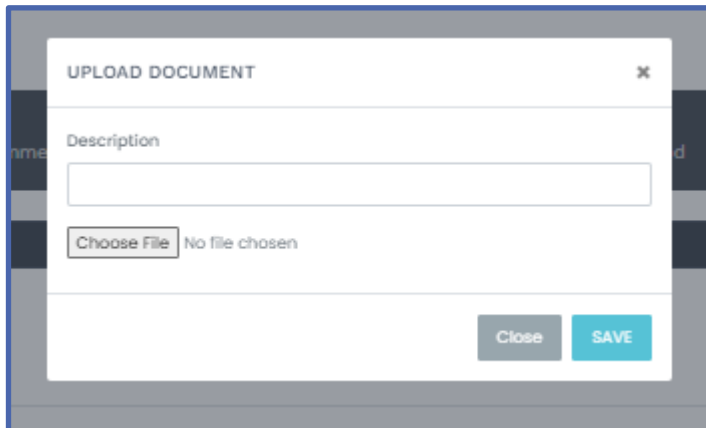 UPLOAD DOCUMENT
Description
Choose File No file chosen
Close SAVE